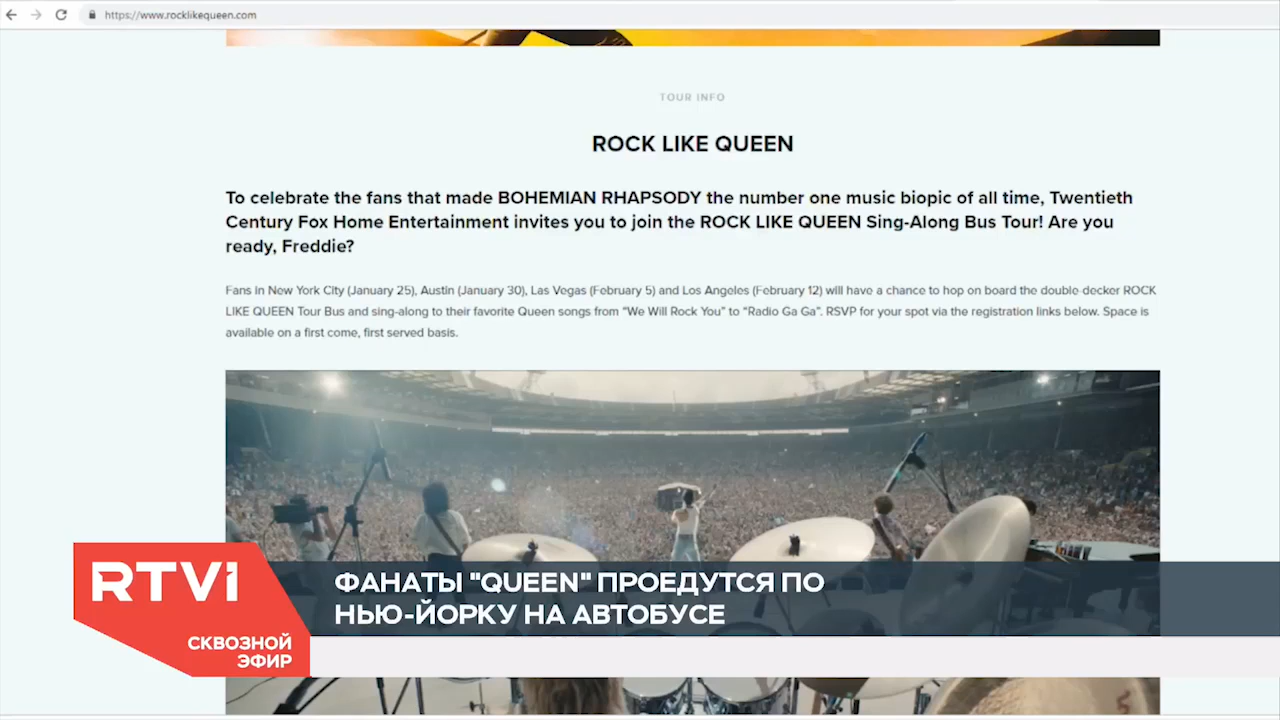 https://www.rocklikequeen.com
TOUR INFO
ROCK LIKE QUEEN
To celebrate the fans that made BOHEMIAN RHAPSODY the number one music biopic of all time, Twentieth
Century Fox Home Entertainment invites you to join the ROCK LIKE QUEEN Sing-Along Bus Tour! Are you
ready, Freddie?
Fans in New York City (January 25), Austin (January 30), Las Vegas (February 5) and Los Angeles (February 12) will have a chance to hop on board the double-decker ROCK
LIKE QUEEN Tour Bus and sing-along to their favorite Queen songs from “We Will Rock You” to “Radio Ga Ga”. RSVP for your spot via the registration links below. Space is
available on a first come, first served basis.
RTVI
СКВОЗНОЙ
ЭФИР
ФАНАТЫ "QUEEN" ПРОЕДУТСЯ ПО
НЬЮ-ЙОРКУ НА АВТОБУСЕ